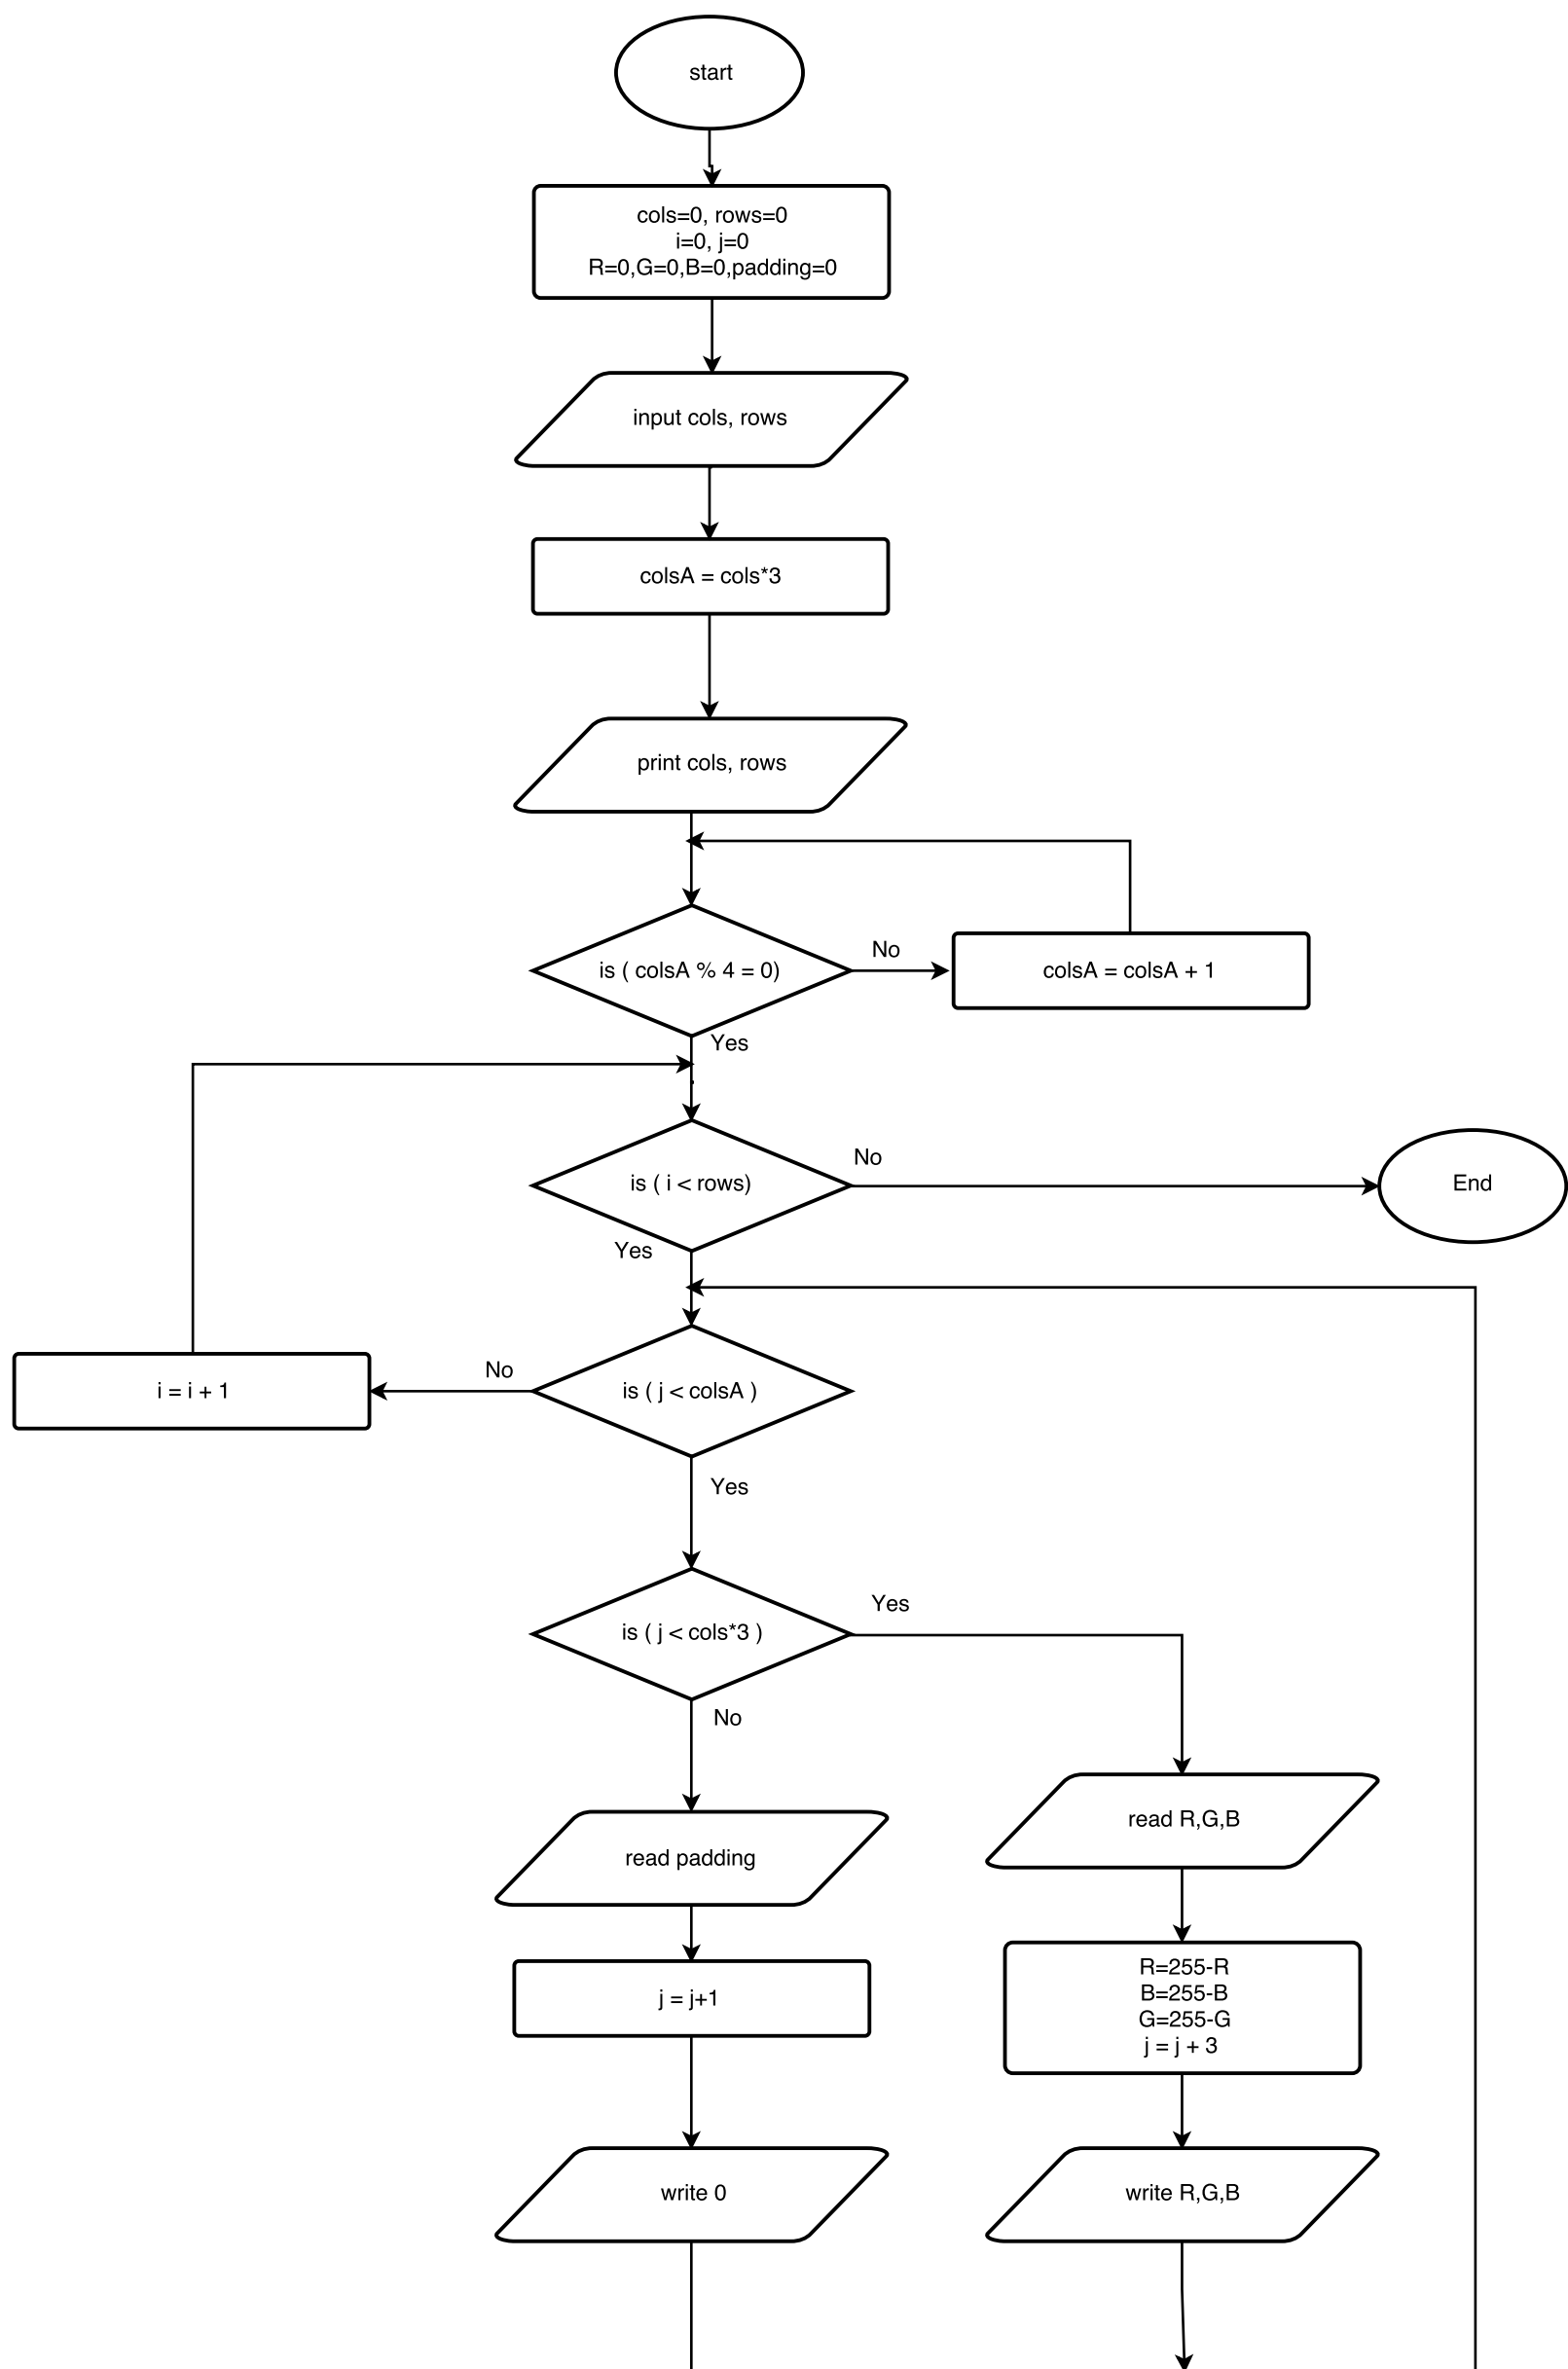 start
cols=0, rows=0
i=0, j=0
R=0,G=0,B=0,padding=0
input cols, rows
colsA = cols*3
print cols, rows
is ( colsA % 4 = 0)
No
colsA = colsA + 1
Yes
is ( i < rows)
No
End
Yes
is ( j < colsA )
No
i = i + 1
Yes
is ( j < cols*3 )
Yes
No
read R,G,B
read padding
R=255-R
B=255-B
G=255-G
j = j + 3
j = j+1
write 0
write R,G,B